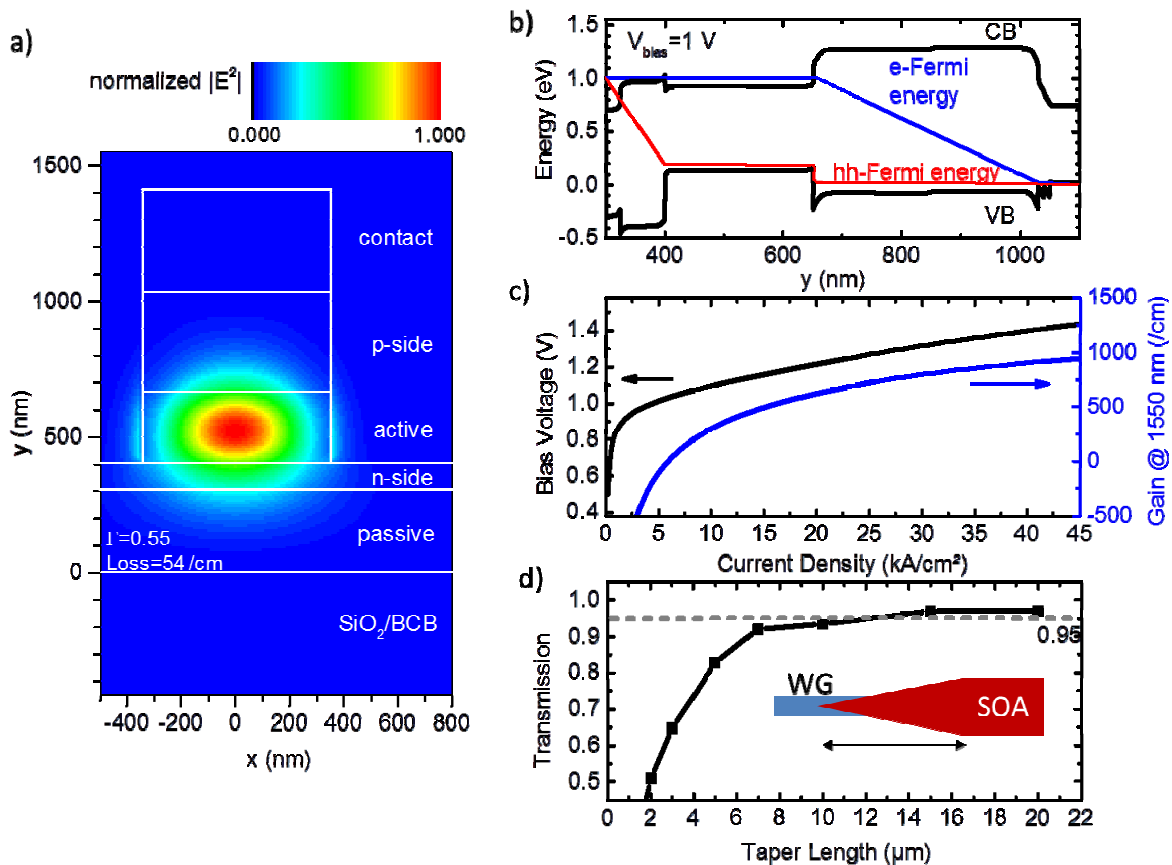 a)
normalized |E²|
0.000 1.000
1500
1000
500
0
y (nm)
contact
p-side
active
n-side
passive
Γ=0.55
Loss=54 /cm
SiO₂/BCB
-400 -200 0 200 400 600 800
x (nm)
b)
V_bias=1 V
CB
e-Fermi
energy
hh-Fermi energy
VB
1.0
0.5
0.0
-0.5
Energy (eV)
400 600 800 1000
y (nm)
c)
1.4
1.2
1.0
0.8
0.6
0.4
Bias Voltage (V)
1500
1000
500
0
-500
Gain @ 1550 nm (/cm)
0 5 10 15 20 25 30 35 40 45
Current Density (kA/cm²)
d)
1.0
0.9
0.8
0.7
0.6
0.5
Transmission
0.95
WG
SOA
0 2 4 6 8 10 12 14 16 18 20 22
Taper Length (µm)